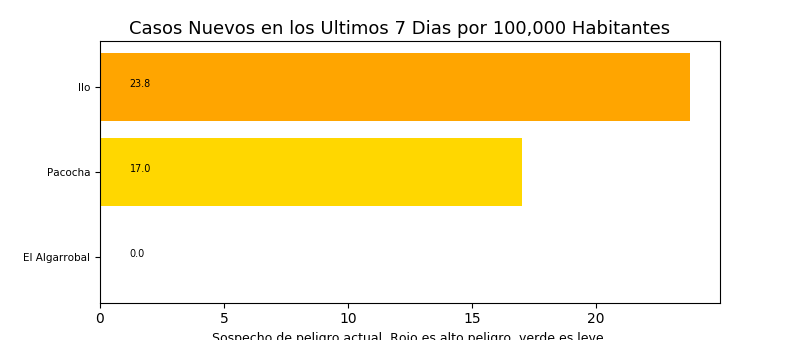 Casos Nuevos en los Ultimos 7 Dias por 100,000 Habitantes
Ilo
23.8
Pacocha
17.0
El Algarrobal
0.0
0 5 10 15 20
Sospecho de peligro actual. Rojo es alto peligro, verde es leve